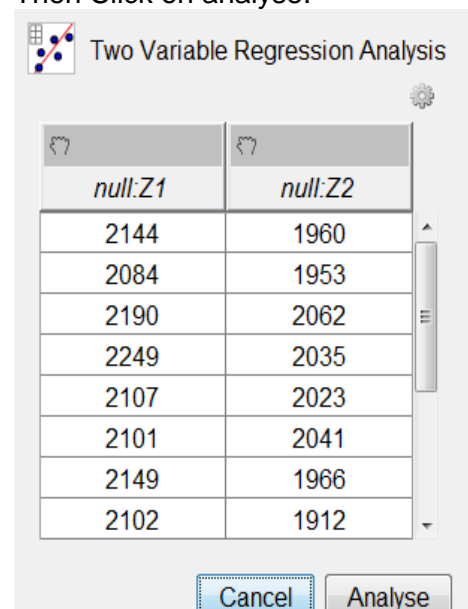 Then Click on analyse.
Two Variable Regression Analysis
null:Z1 null:Z2
2144 1960
2084 1953
2190 2062
2249 2035
2107 2023
2101 2041
2149 1966
2102 1912
Cancel Analyse